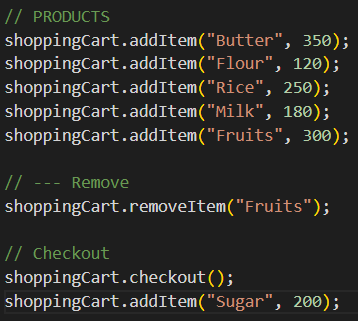 // PRODUCTS
shoppingCart.addItem("Butter", 350);
shoppingCart.addItem("Flour", 120);
shoppingCart.addItem("Rice", 250);
shoppingCart.addItem("Milk", 180);
shoppingCart.addItem("Fruits", 300);
// --- Remove
shoppingCart.removeItem("Fruits");
// Checkout
shoppingCart.checkout();
shoppingCart.addItem("Sugar", 200);